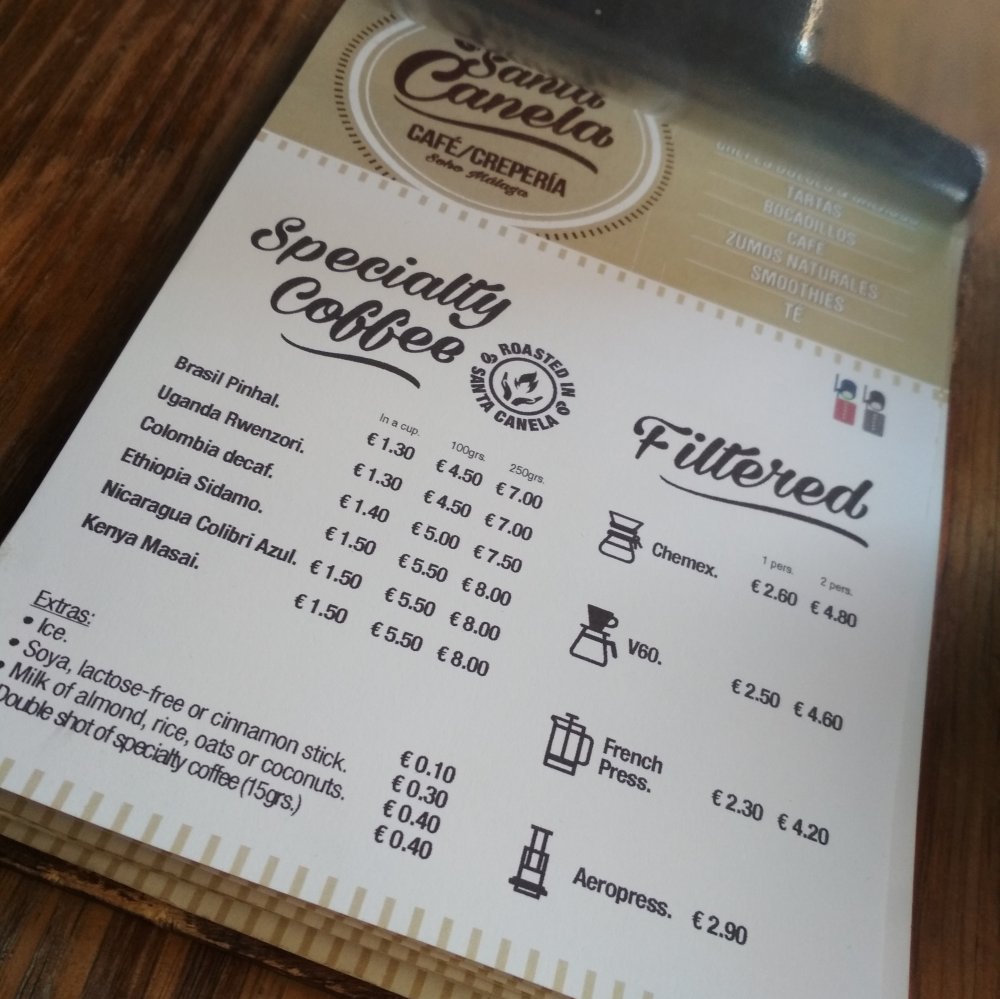 Santa
Canela
CAFÉ/CREPERÍA
Soho Málaga
TARTAS
BOCADILLOS
CAFÉ
ZUMOS NATURALES
SMOOTHIES
TÉ
Specialty
Coffee
ROASTED IN
SANTA CANELA
In a cup. 100grs. 250grs.
Brasil Pinhal. € 1.30 € 4.50 € 7.00
Uganda Rwenzori. € 1.30 € 4.50 € 7.00
Colombia decaf. € 1.40 € 5.00 € 7.50
Ethiopia Sidamo. € 1.50 € 5.50 € 8.00
Nicaragua Colibri Azul. € 1.50 € 5.50 € 8.00
Kenya Masai. € 1.50 € 5.50 € 8.00
Extras:
• Ice. € 0.10
• Soya, lactose-free or cinnamon stick. € 0.30
• Milk of almond, rice, oats or coconuts. € 0.40
Double shot of specialty coffee (15grs.) € 0.40
Filtered
1 pers. 2 pers.
Chemex. € 2.60 € 4.80
V60. € 2.50 € 4.60
French
Press. € 2.30 € 4.20
Aeropress. € 2.90